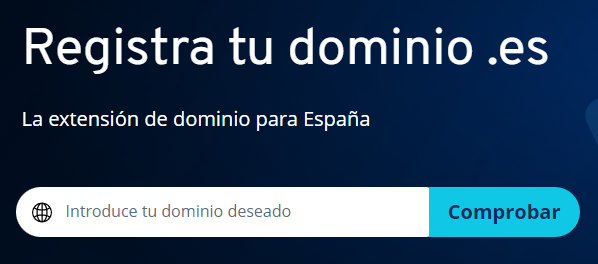 Registra tu dominio .es
La extensión de dominio para España
Introduce tu dominio deseado
Comprobar